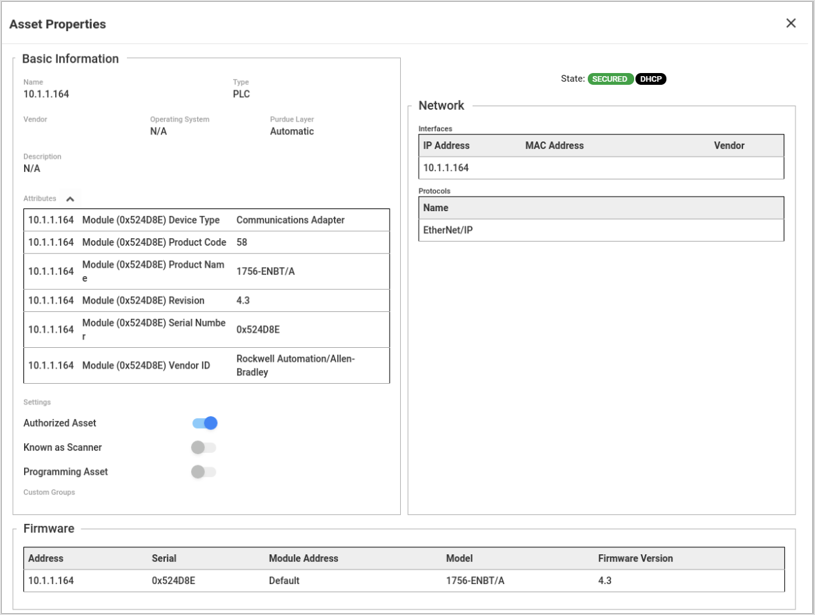 Asset Properties
Basic Information
Name Type
10.1.1.164 PLC
Vendor Operating System Purdue Layer
N/A Automatic
Description
N/A
Attributes
10.1.1.164 Module (0x524D8E) Device Type Communications Adapter
10.1.1.164 Module (0x524D8E) Product Code 58
Module (0x524D8E) Product Nam
10.1.1.164 1756-ENBT/A
e
10.1.1.164 Module (0x524D8E) Revision 4.3
Module (0x524D8E) Serial Numbe
10.1.1.164 0x524D8E
r
10.1.1.164 Module (0x524D8E) Vendor ID Rockwell Automation/Allen-
Bradley
Settings
Authorized Asset
Known as Scanner
Programming Asset
Custom Groups
State: SECURED DHCP
Network
Interfaces
IP Address MAC Address Vendor
10.1.1.164
Protocols
Name
EtherNet/IP
Firmware
Address Serial Module Address Model Firmware Version
10.1.1.164 0x524D8E Default 1756-ENBT/A 4.3